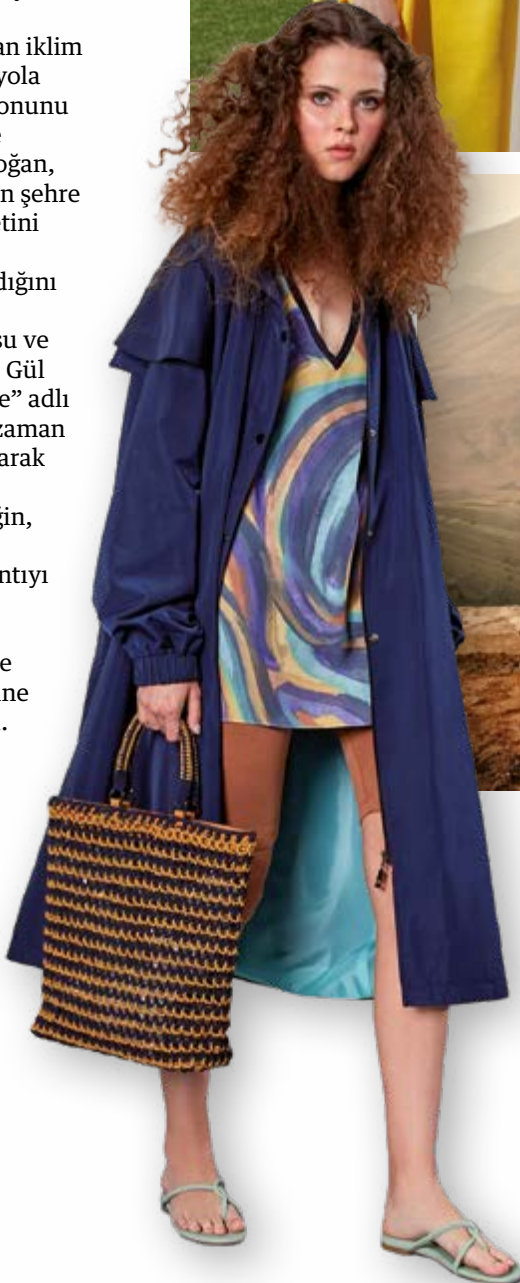 an iklim
yola
onunu
oğan,
n şehre
tini
dığını
su ve
Gül
e” adlı
zaman
arak
ğin,
ntıyı
e
ne
.